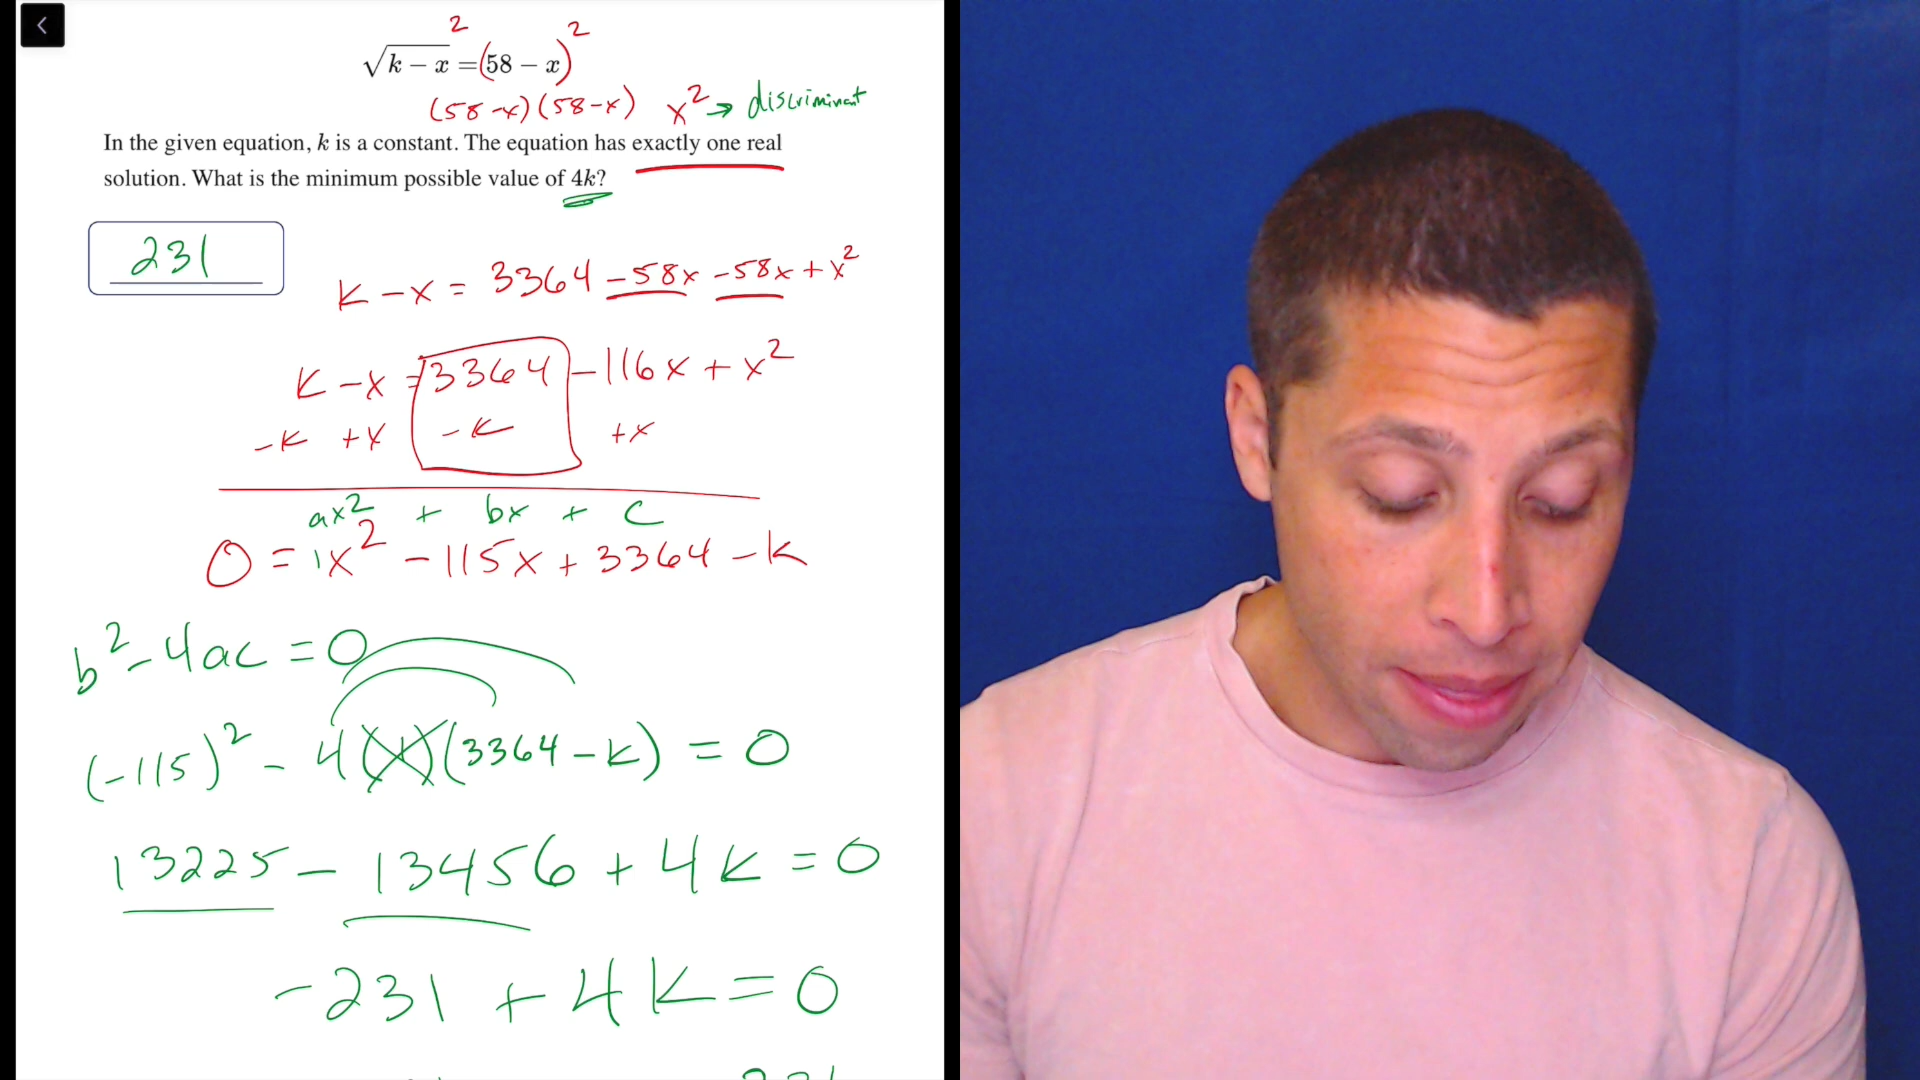 √k − x² = (58 − x)²
(58-x)(58-x) x² → discriminant
In the given equation, k is a constant. The equation has exactly one real
solution. What is the minimum possible value of 4k?
231
k - x = 3364 - 58x - 58x + x²
k - x = 3364 - 116x + x²
-k +x -k +x
ax² + bx + c
0 = 1x² - 115x + 3364 - k
b² - 4ac = 0
(-115)² - 4(1)(3364 - k) = 0
13225 - 13456 + 4k = 0
-231 + 4k = 0